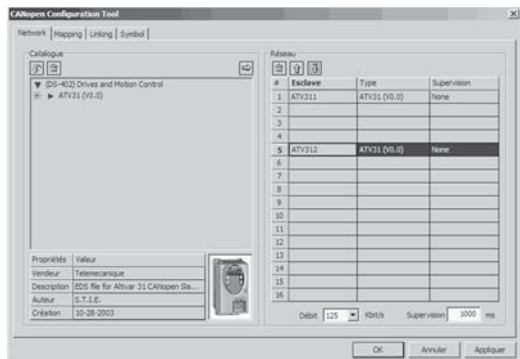 CANopen Configuration Tool
Network Mapping Linking Symbol
Catalogue
(DS-402) Drives and Motion Control
ATV31 (V0.0)
Propriétés Valeur
Vendeur Telemecanique
Description EDS file for Altivar 31 CANopen Sla...
Auteur S.T.I.E.
Création 10-28-2003
Réseau
# Esclave Type Supervision
1 ATV311 ATV31 (V0.0) None
2
3
4
5 ATV312 ATV31 (V0.0) None
6
7
8
9
10
11
12
13
14
15
16
Débit 125 Kbit/s Supervision 1000 ms
OK Annuler Appliquer